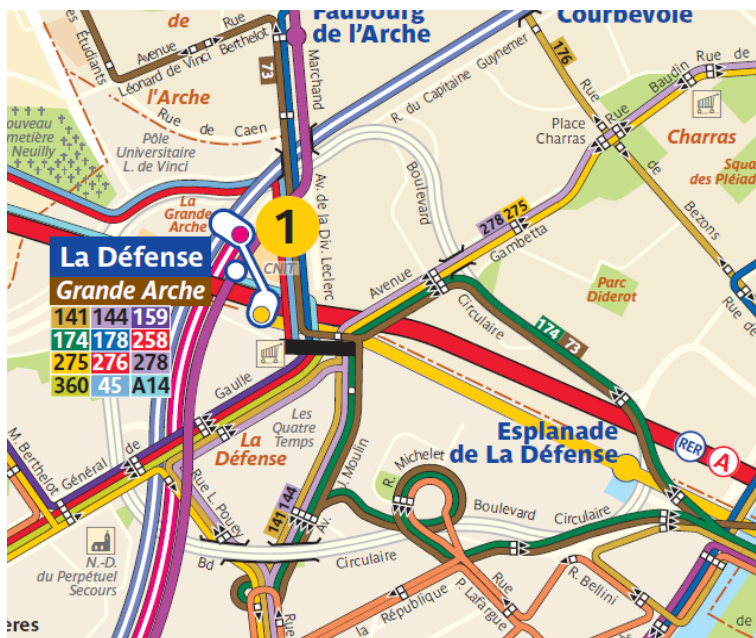 de
Rue
Berthelot
Avenue
Léonard de Vinci
Étudiants
des
l'Arche
Rue de Caen
73
Faubourg
de l'Arche
Marchand
Courbevoie
R. du Capitaine Guynemer
176
Rue
Baudin
Rue de
Place
Charras
Rue
Charras
Squa
des Pléiad
de
Bezons
Rue de
ouveau
metière
Neuilly
Pôle
Universitaire
L. de Vinci
La
Grande
Arche
1
CNIT
Av. de la Div. Leclerc
Boulevard
278 275
Gambetta
Avenue
Circulaire
Parc
Diderot
174 73
La Défense
Grande Arche
141 144 159
174 178 258
275 276 278
360 45 A14
Gaulle
de
Général
M. Berthelot
Les
Quatre
Temps
La
Défense
Rue L. Pouey
J. Moulin
Av.
141 144
R. Michelet
Esplanade
de La Défense
RER A
Boulevard Circulaire
Bd Circulaire
N.-D.
du Perpétuel
Secours
R. Bellini
Rue
P. Lafargue
la République
Rue
de
eres